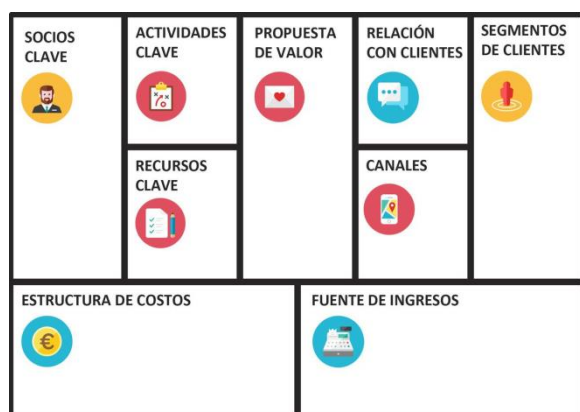 SOCIOS
CLAVE
ACTIVIDADES
CLAVE
PROPUESTA
DE VALOR
RELACIÓN
CON CLIENTES
SEGMENTOS
DE CLIENTES
RECURSOS
CLAVE
CANALES
ESTRUCTURA DE COSTOS
FUENTE DE INGRESOS
€